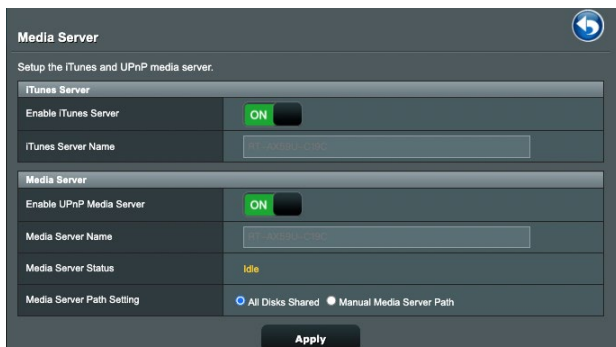 Media Server
Setup the iTunes and UPnP media server.
iTunes Server
Enable iTunes Server ON
iTunes Server Name
Media Server
Enable UPnP Media Server ON
Media Server Name
Media Server Status Idle
Media Server Path Setting All Disks Shared Manual Media Server Path
Apply